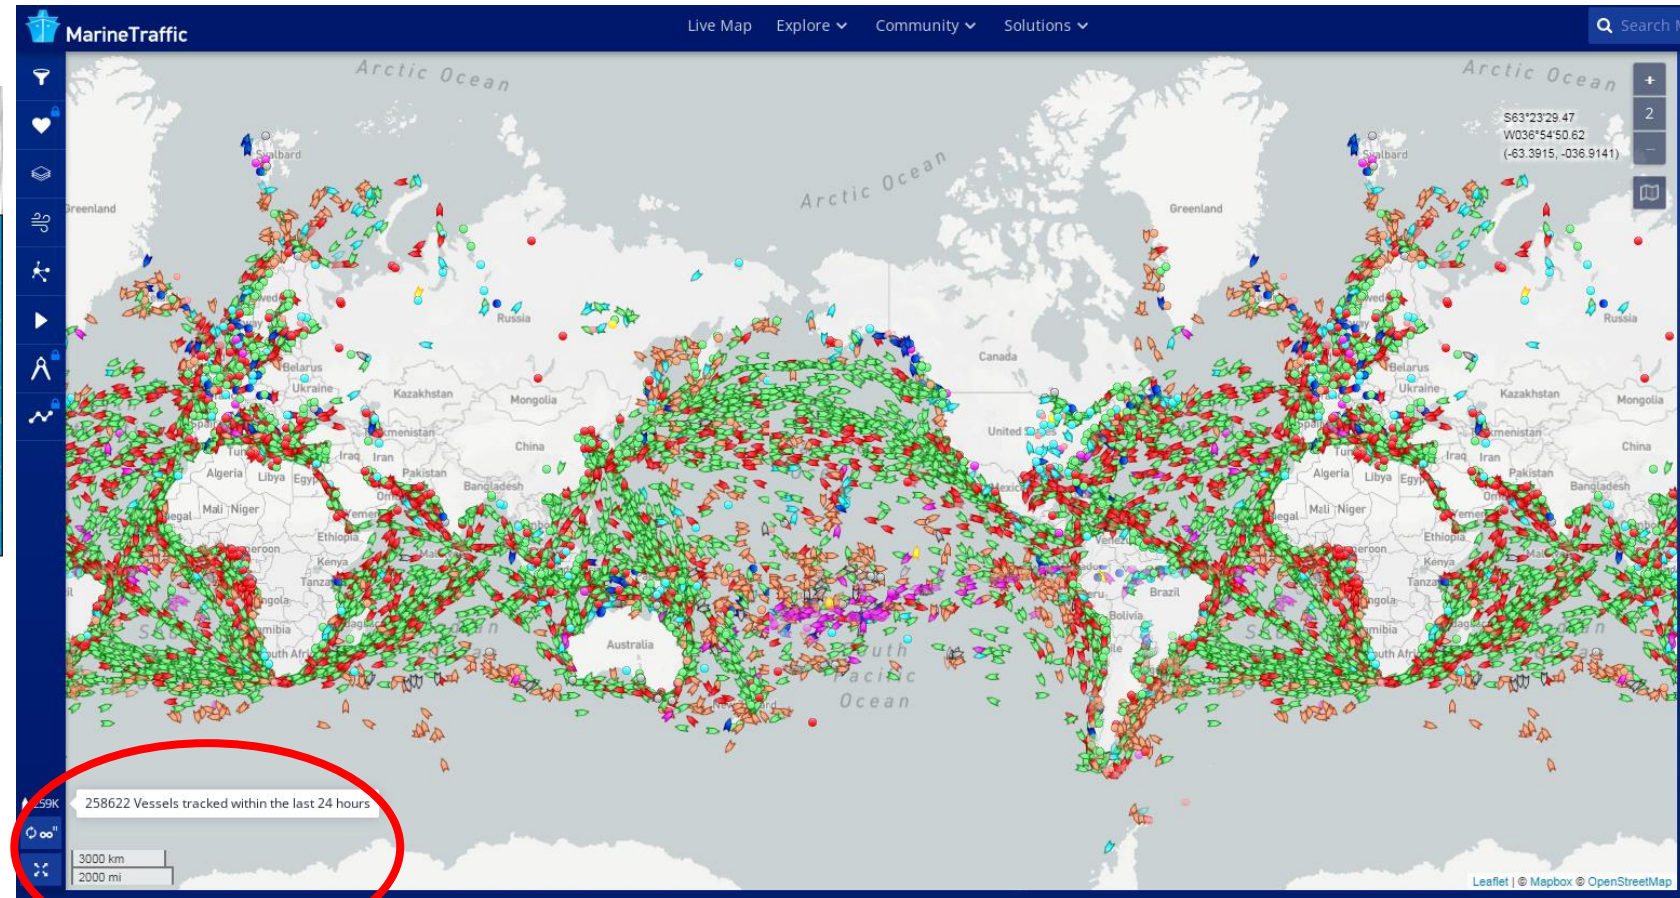 MarineTraffic
Live Map
Explore
Community
Solutions
Search
Arctic Ocean
Arctic Ocean
Arctic Ocean
S63°23'29.47
W036°54'50.62
(-63.3915, -036.9141)
2
Svalbard
Svalbard
Greenland
Greenland
Russia
Russia
Canada
Belarus
Ukraine
Belarus
Ukraine
Kazakhstan
Mongolia
Kazakhstan
Mongolia
China
China
United
Iraq
Iran
Iraq
Iran
Algeria
Libya
Pakistan
Bangladesh
Algeria
Libya
Pakistan
Bangladesh
Mali
Niger
Mali
Niger
Ethiopia
Ethiopia
Kenya
Kenya
Brazil
Bolivia
Australia
Pacific
Ocean
259K
258622 Vessels tracked within the last 24 hours
3000 km
2000 mi
Leaflet | © Mapbox © OpenStreetMap